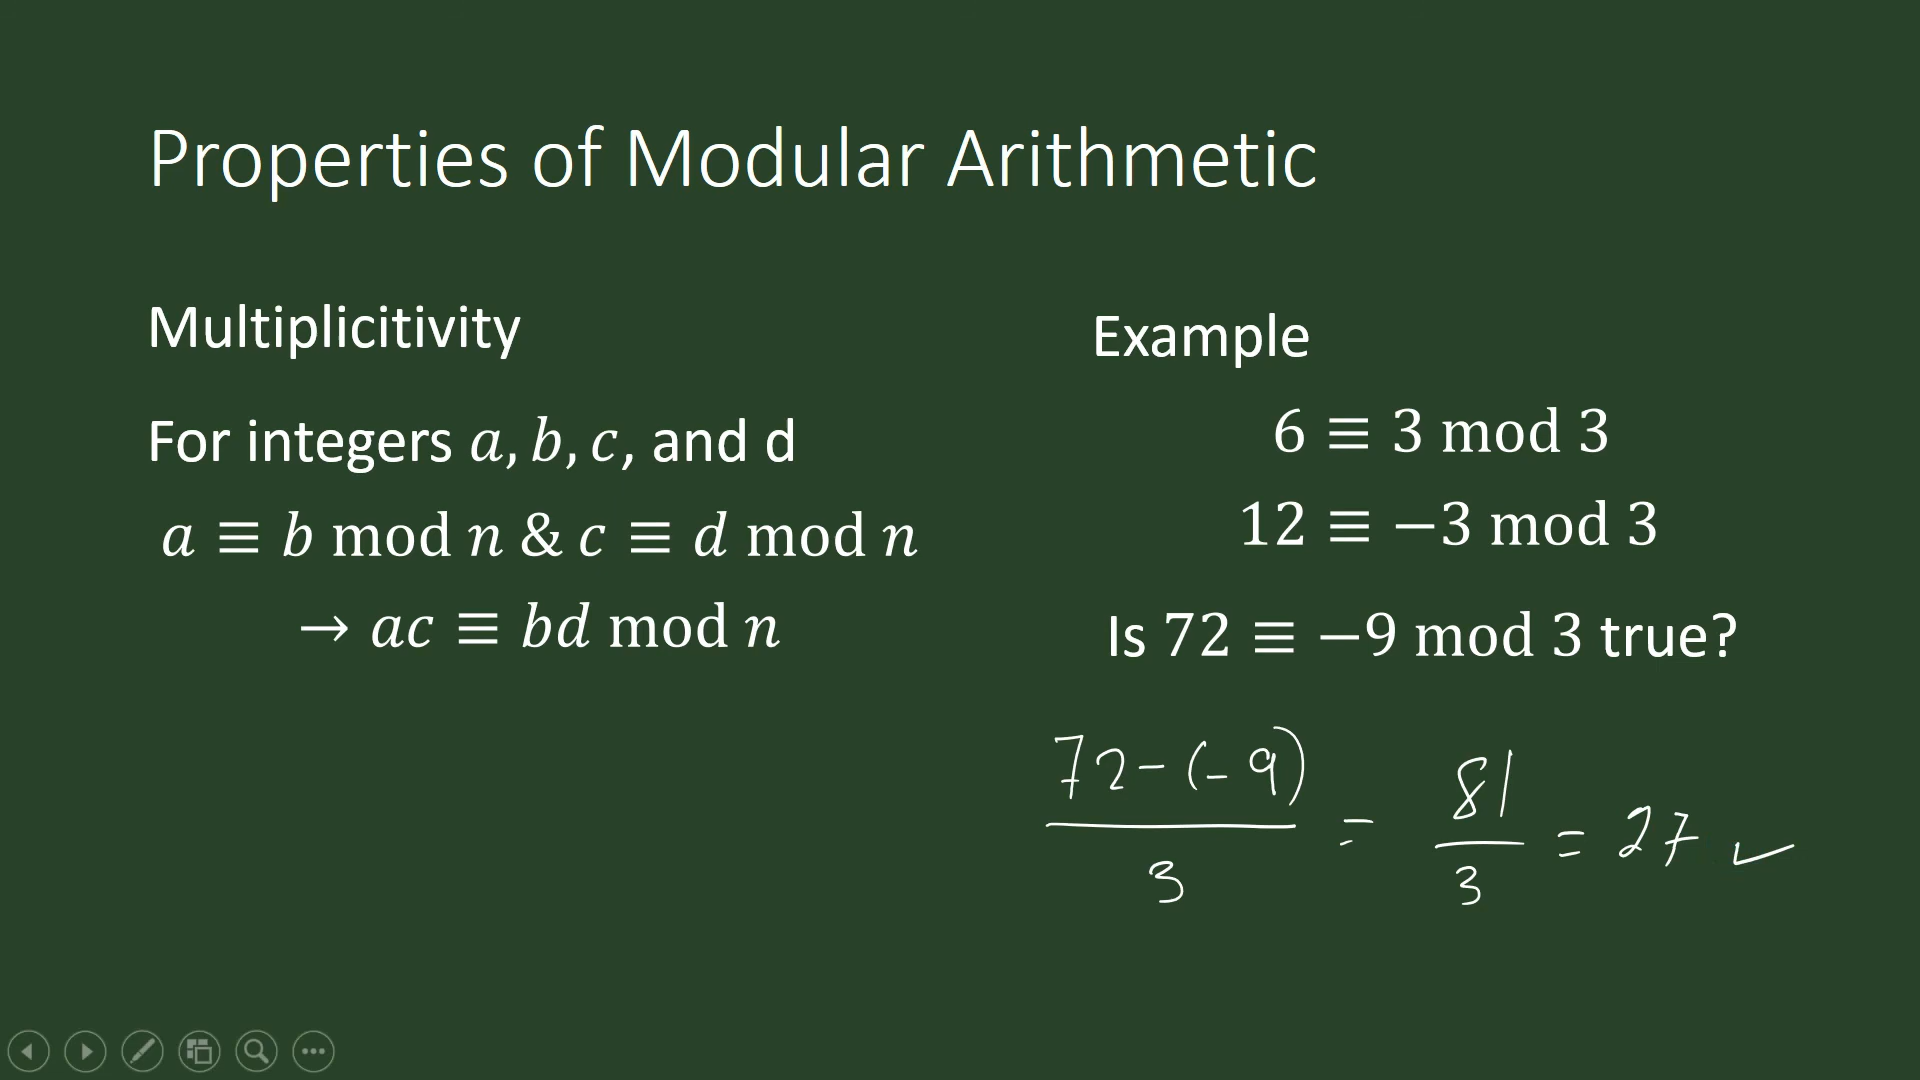 Properties of Modular Arithmetic
Multiplicitivity
For integers a, b, c, and d
a ≡ b mod n & c ≡ d mod n
→ ac ≡ bd mod n
Example
6 ≡ 3 mod 3
12 ≡ −3 mod 3
Is 72 ≡ −9 mod 3 true?
72-(-9)/3 = 81/3 = 27 ✓